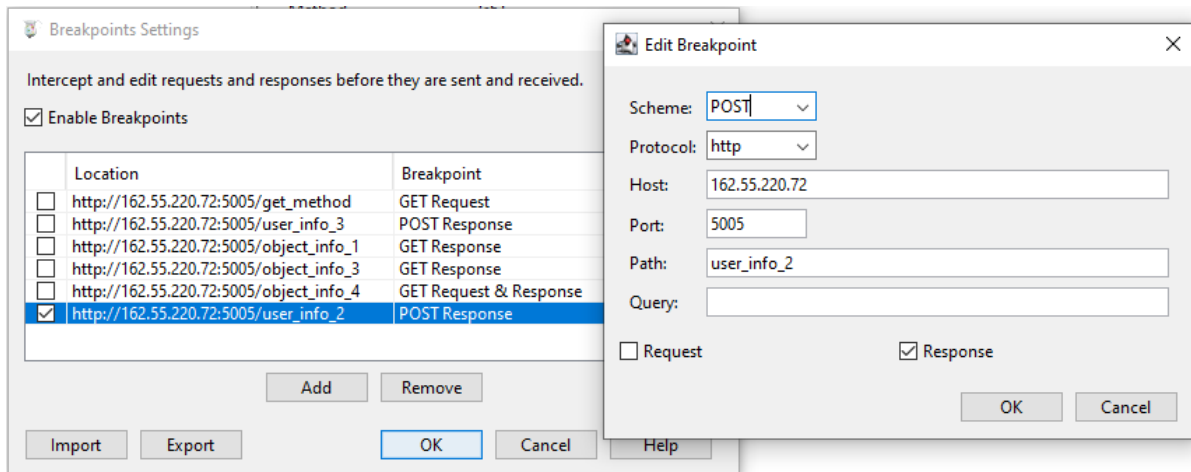 Breakpoints Settings
Intercept and edit requests and responses before they are sent and received.
Enable Breakpoints
Location Breakpoint
http://162.55.220.72:5005/get_method GET Request
http://162.55.220.72:5005/user_info_3 POST Response
http://162.55.220.72:5005/object_info_1 GET Response
http://162.55.220.72:5005/object_info_3 GET Response
http://162.55.220.72:5005/object_info_4 GET Request & Response
http://162.55.220.72:5005/user_info_2 POST Response
Add Remove
Import Export OK Cancel Help
Edit Breakpoint
Scheme: POST
Protocol: http
Host: 162.55.220.72
Port: 5005
Path: user_info_2
Query:
Request Response
OK Cancel